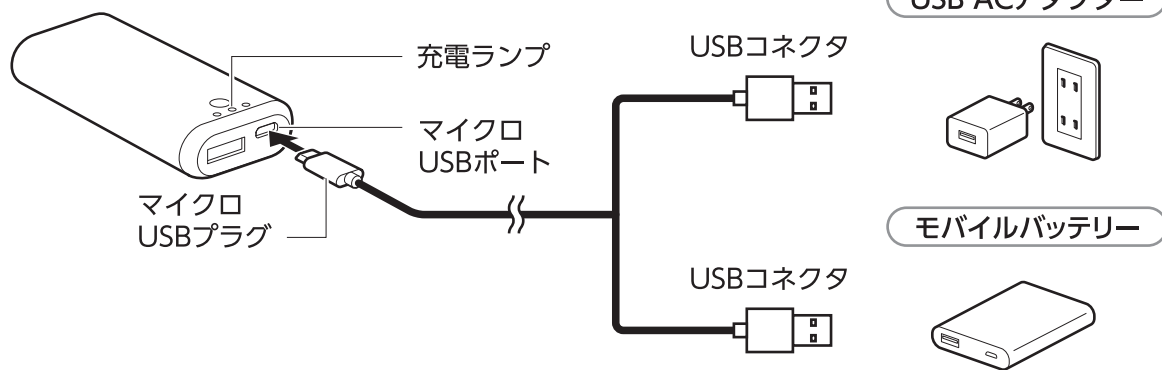 USB ACアダプター
充電ランプ
USBコネクタ
マイクロ
USBポート
マイクロ
USBプラグ
モバイルバッテリー
USBコネクタ